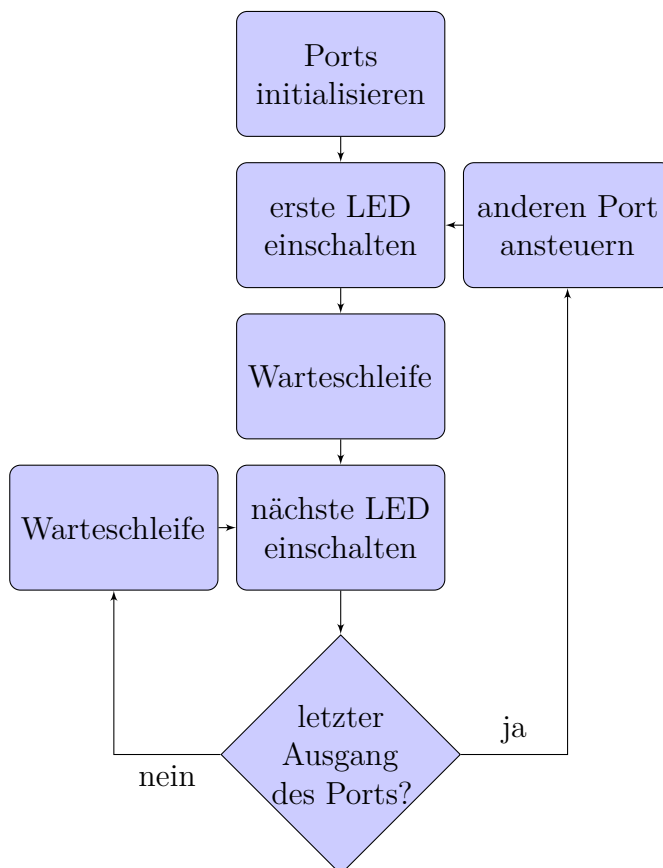 Ports
initialisieren
erste LED
einschalten
anderen Port
ansteuern
Warteschleife
Warteschleife
nächste LED
einschalten
letzter
Ausgang
des Ports?
nein
ja